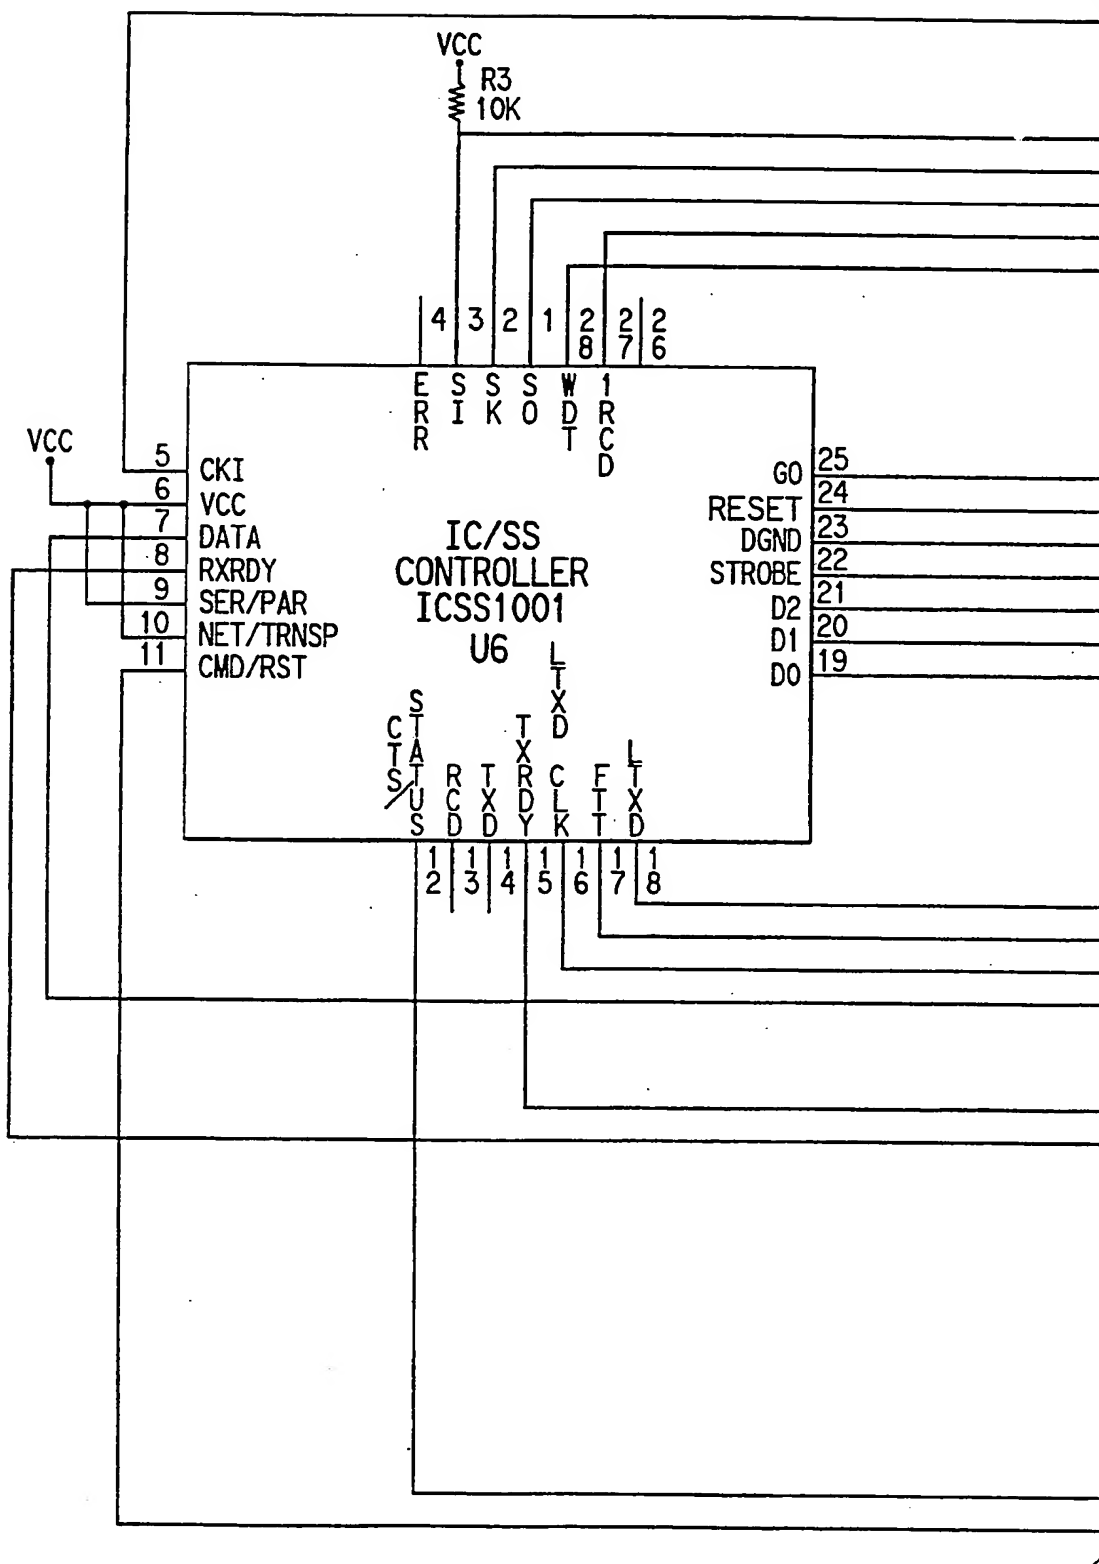 VCC
R3
10K
4 3 2 1 28 27 26
ERR SI SK SO WDT 1RCD
VCC
5 CKI
6 VCC
7 DATA
8 RXRDY
9 SER/PAR
10 NET/TRNSP
11 CMD/RST
IC/SS
CONTROLLER
ICSS1001
U6
GO 25
RESET 24
DGND 23
STROBE 22
D2 21
D1 20
D0 19
CTS/STATUS RCD TXD TXRDY LTXD CLK FTT LTXD
12 13 14 15 16 17 18